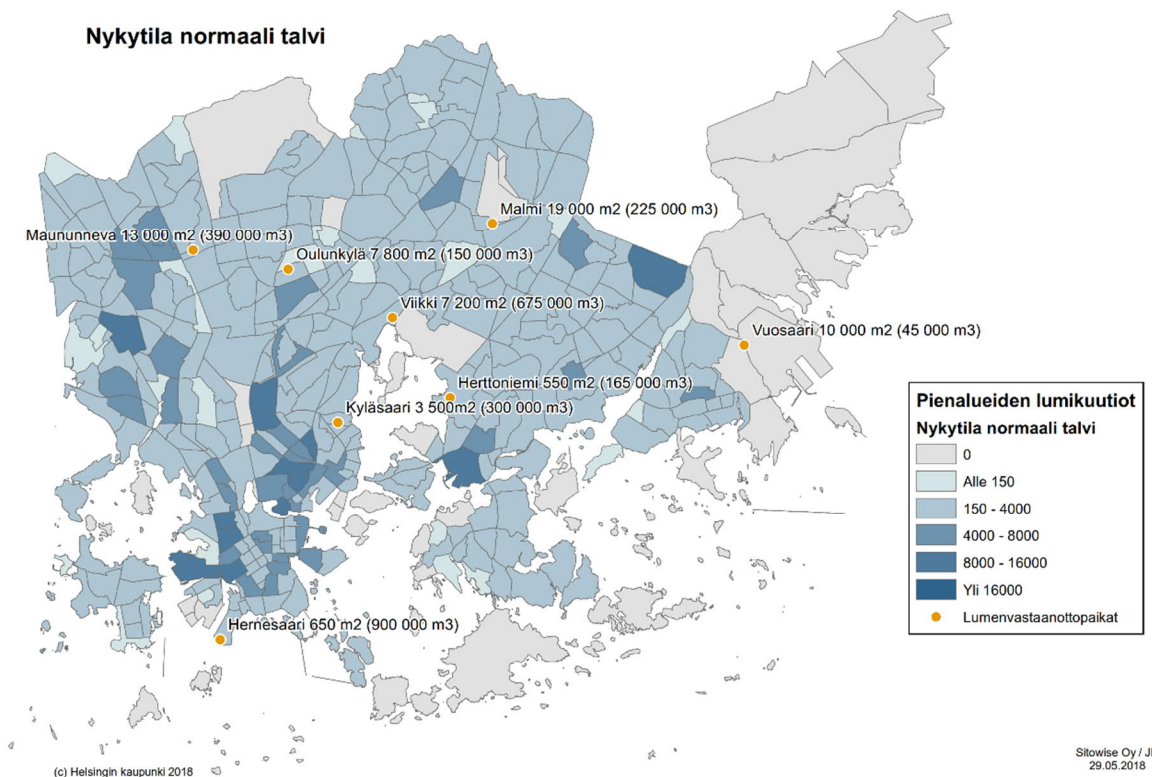 Nykytila normaali talvi
Malmi 19 000 m2 (225 000 m3)
Maununneva 13 000 m2 (390 000 m3)
Oulunkylä 7 800 m2 (150 000 m3)
Viikki 7 200 m2 (675 000 m3)
Vuosaari 10 000 m2 (45 000 m3)
Herttoniemi 550 m2 (165 000 m3)
Kyläsaari 3 500m2 (300 000 m3)
Hernesaari 650 m2 (900 000 m3)
Pienalueiden lumikuutiot
Nykytila normaali talvi
0
Alle 150
150 - 4000
4000 - 8000
8000 - 16000
Yli 16000
Lumenvastaanottopaikat
(c) Helsingin kaupunki 2018
Sitowise Oy / JI
29.05.2018